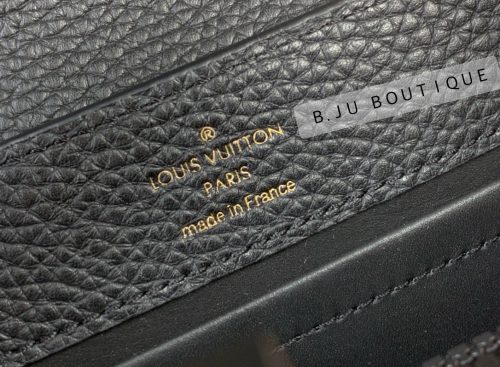 B.JU BOUTIQUE
®
LOUIS VUITTON
PARIS
made in France